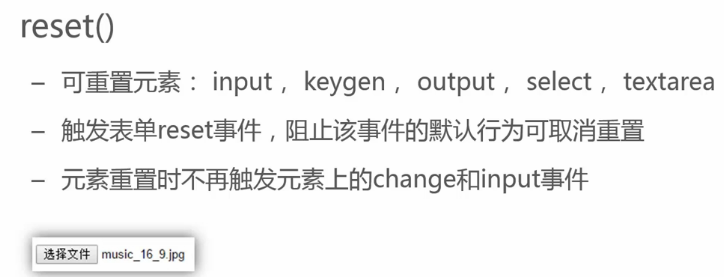 reset()
– 可重置元素： input， keygen， output， select， textarea
– 触发表单reset事件，阻止该事件的默认行为可取消重置
– 元素重置时不再触发元素上的change和input事件
选择文件 music_16_9.jpg